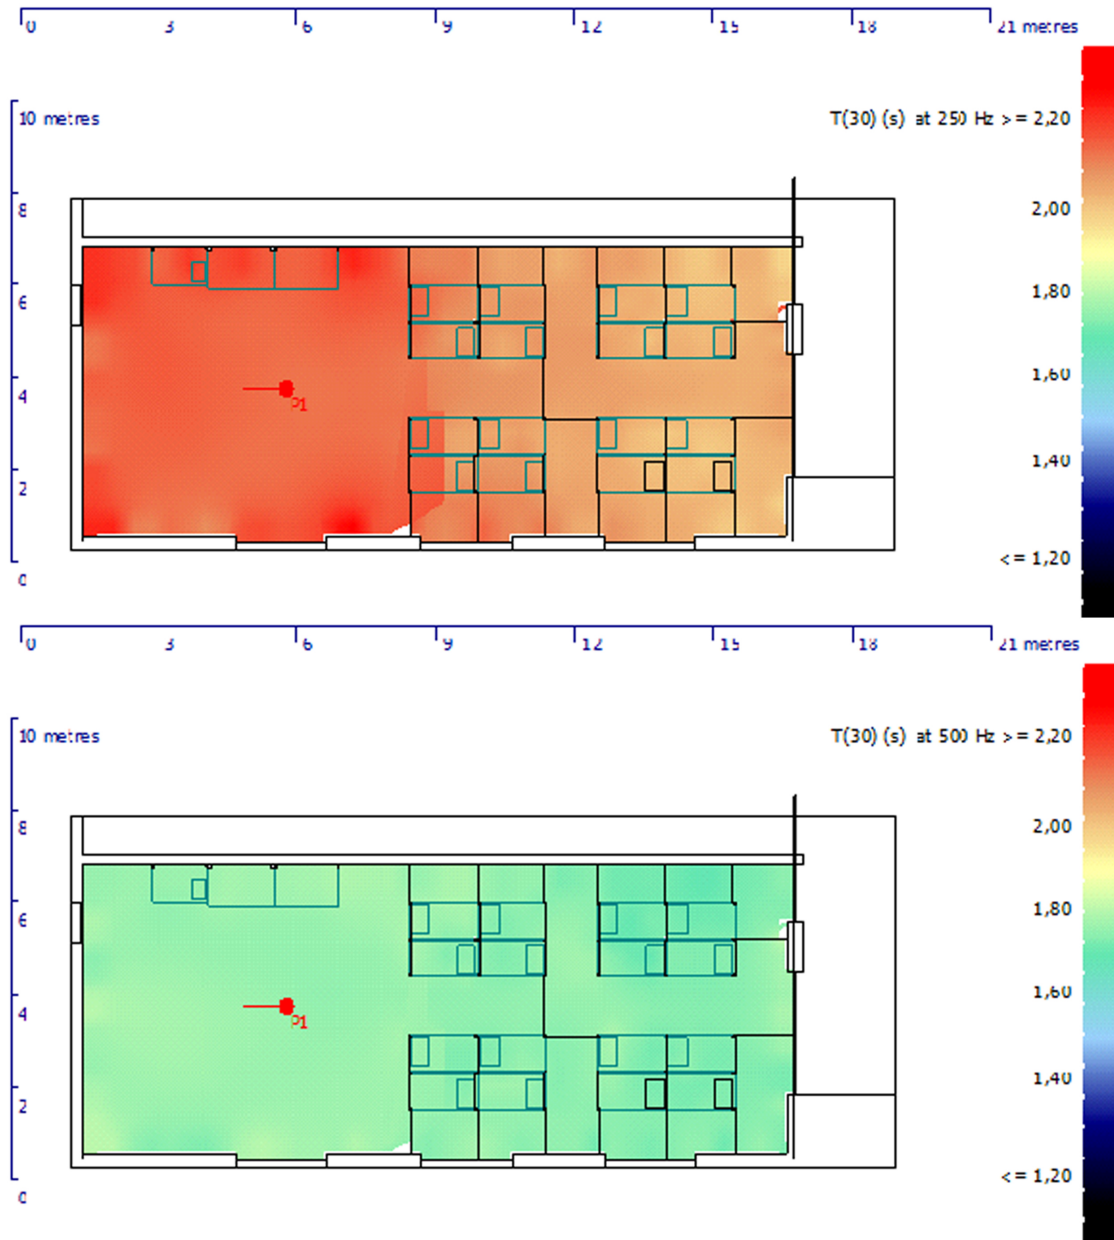 0 3 6 9 12 15 18 21 metres
10 metres
T(30) (s) at 250 Hz >= 2,20
8
2,00
6
1,80
4
1,60
P1
2
1,40
<= 1,20
0
0 3 6 9 12 15 18 21 metres
10 metres
T(30) (s) at 500 Hz >= 2,20
8
2,00
6
1,80
4
1,60
P1
2
1,40
<= 1,20
0